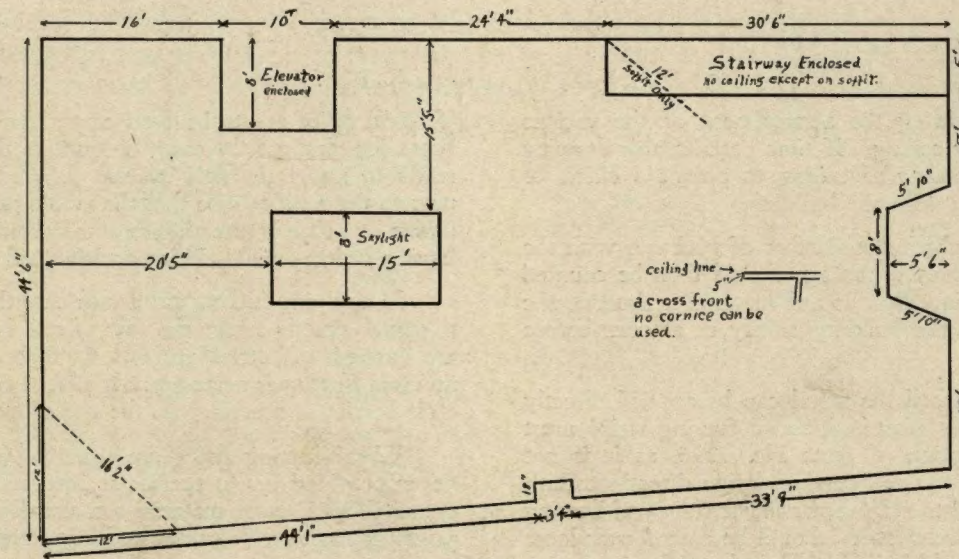 16'
10'
24'4"
30'6"
8'
Elevator
enclosed
12'
Soffit Only
Stairway Enclosed
no ceiling except on soffit.
15'5"
5'10"
44'6"
20'5"
8'
Skylight
15'
8'
5'6"
ceiling line
5"
a cross front
no cornice can be
used.
5'10"
12'
16'2"
12'
44'1"
18"
3'4"
33'9"